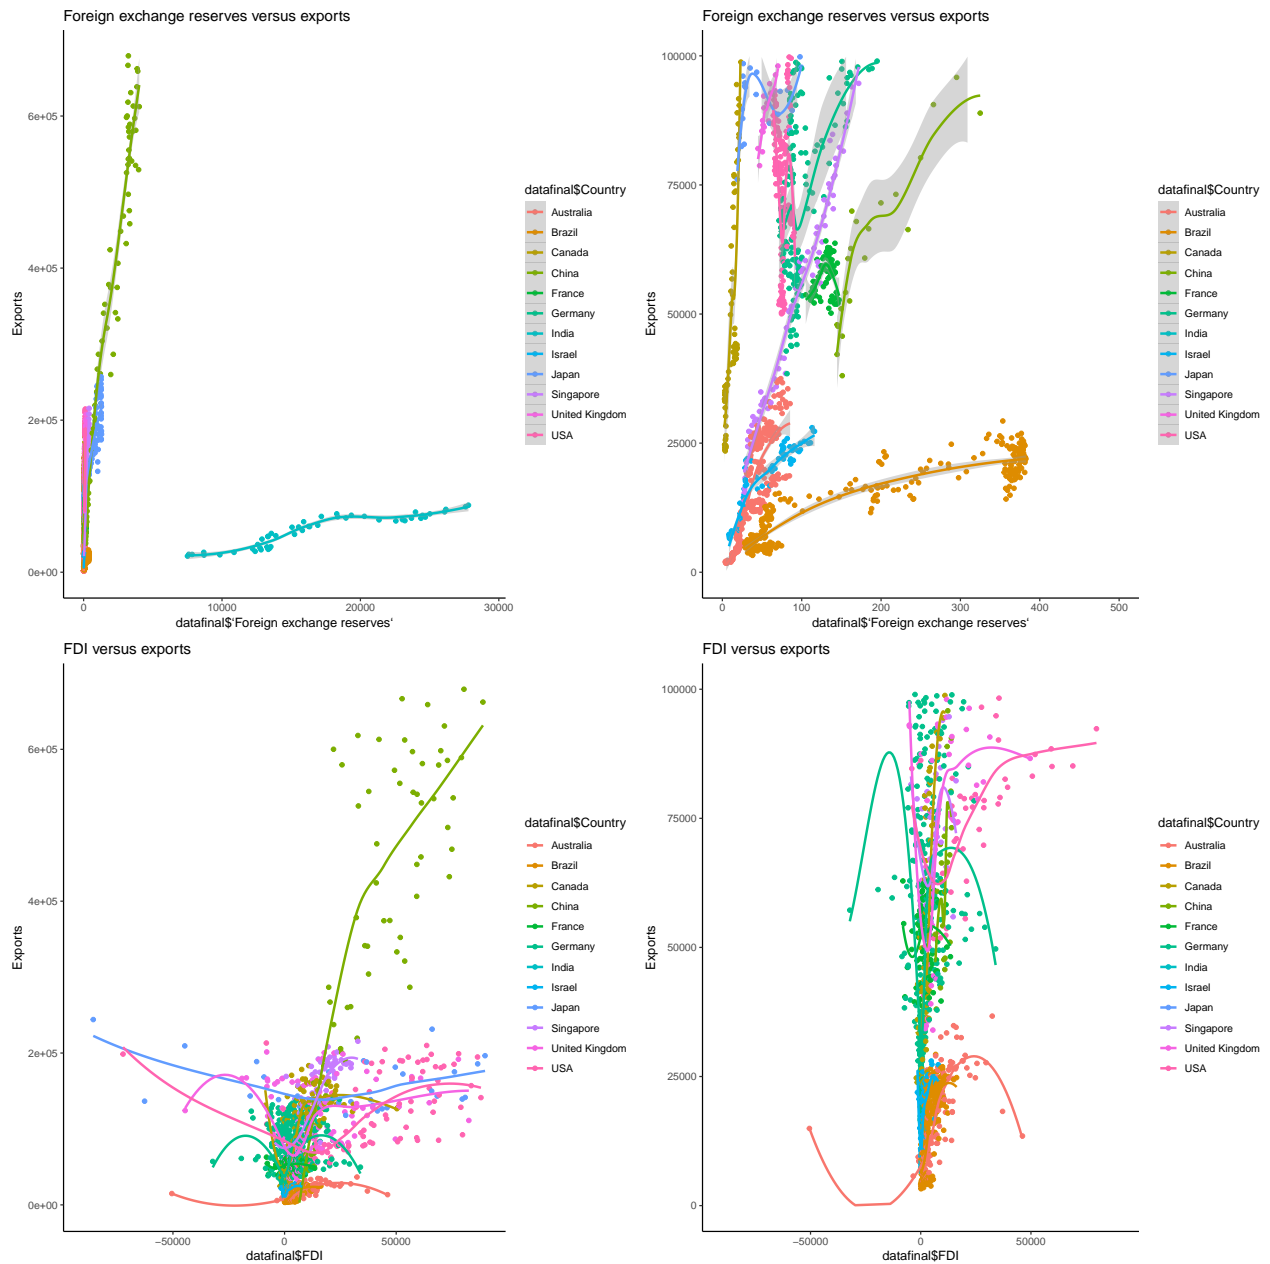 Foreign exchange reserves versus exports
6e+05
4e+05
2e+05
0e+00
Exports
0
10000
20000
30000
datafinal$‘Foreign exchange reserves‘
datafinal$Country
Australia
Brazil
Canada
China
France
Germany
India
Israel
Japan
Singapore
United Kingdom
USA
Foreign exchange reserves versus exports
100000
75000
50000
25000
0
Exports
0
100
200
300
400
500
datafinal$‘Foreign exchange reserves‘
datafinal$Country
Australia
Brazil
Canada
China
France
Germany
India
Israel
Japan
Singapore
United Kingdom
USA
FDI versus exports
6e+05
4e+05
2e+05
0e+00
Exports
−50000
0
50000
datafinal$FDI
datafinal$Country
Australia
Brazil
Canada
China
France
Germany
India
Israel
Japan
Singapore
United Kingdom
USA
FDI versus exports
100000
75000
50000
25000
0
Exports
−50000
0
50000
datafinal$FDI
datafinal$Country
Australia
Brazil
Canada
China
France
Germany
India
Israel
Japan
Singapore
United Kingdom
USA